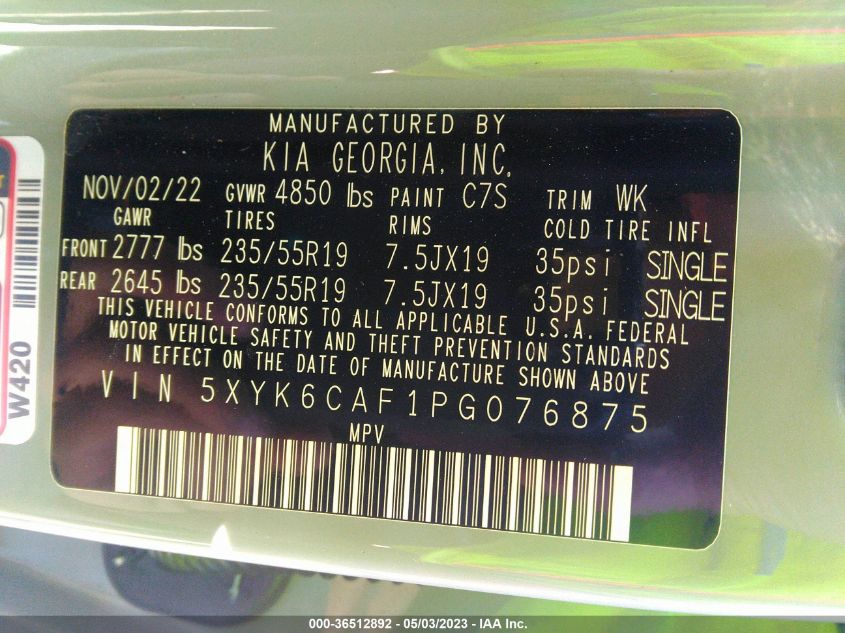 MANUFACTURED BY
KIA GEORGIA, INC.
NOV/02/22 GVWR 4850 lbs PAINT C7S TRIM WK
GAWR TIRES RIMS COLD TIRE INFL
FRONT 2777 lbs 235/55R19 7.5JX19 35psi SINGLE
REAR 2645 lbs 235/55R19 7.5JX19 35psi SINGLE
THIS VEHICLE CONFORMS TO ALL APPLICABLE U.S.A. FEDERAL
MOTOR VEHICLE SAFETY AND THEFT PREVENTION STANDARDS
IN EFFECT ON THE DATE OF MANUFACTURE SHOWN ABOVE
VIN 5XYK6CAF1PG076875
MPV
W420
000-36512892 - 05/03/2023 - IAA Inc.